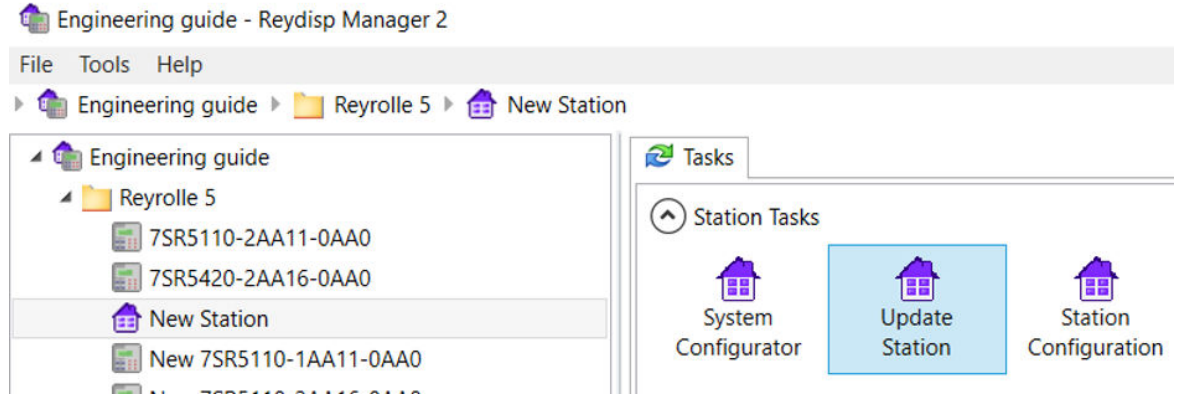 Engineering guide - Reydisp Manager 2
File Tools Help
Engineering guide Reyrolle 5 New Station
Engineering guide
Reyrolle 5
7SR5110-2AA11-0AA0
7SR5420-2AA16-0AA0
New Station
New 7SR5110-1AA11-0AA0
Tasks
Station Tasks
System Configurator
Update Station
Station Configuration